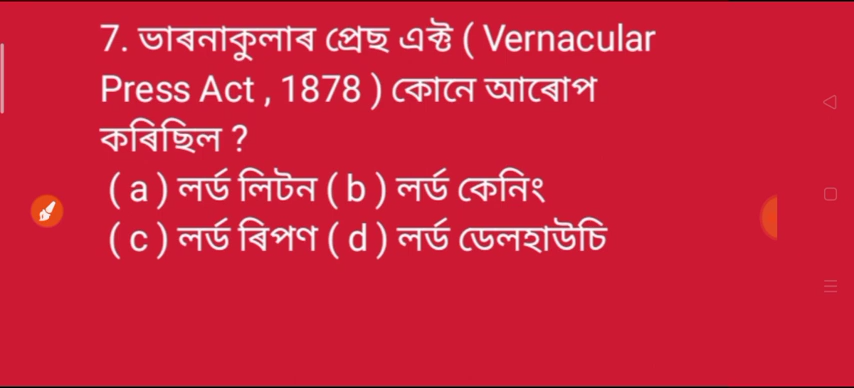 7. ভাৰনাকুলাৰ প্ৰেছ এক্ট ( Vernacular
Press Act , 1878 ) কোনে আৰোপ
কৰিছিল ?
( a ) লৰ্ড লিটন ( b ) লৰ্ড কেনিং
( c ) লৰ্ড ৰিপণ ( d ) লৰ্ড ডেলহাউচি